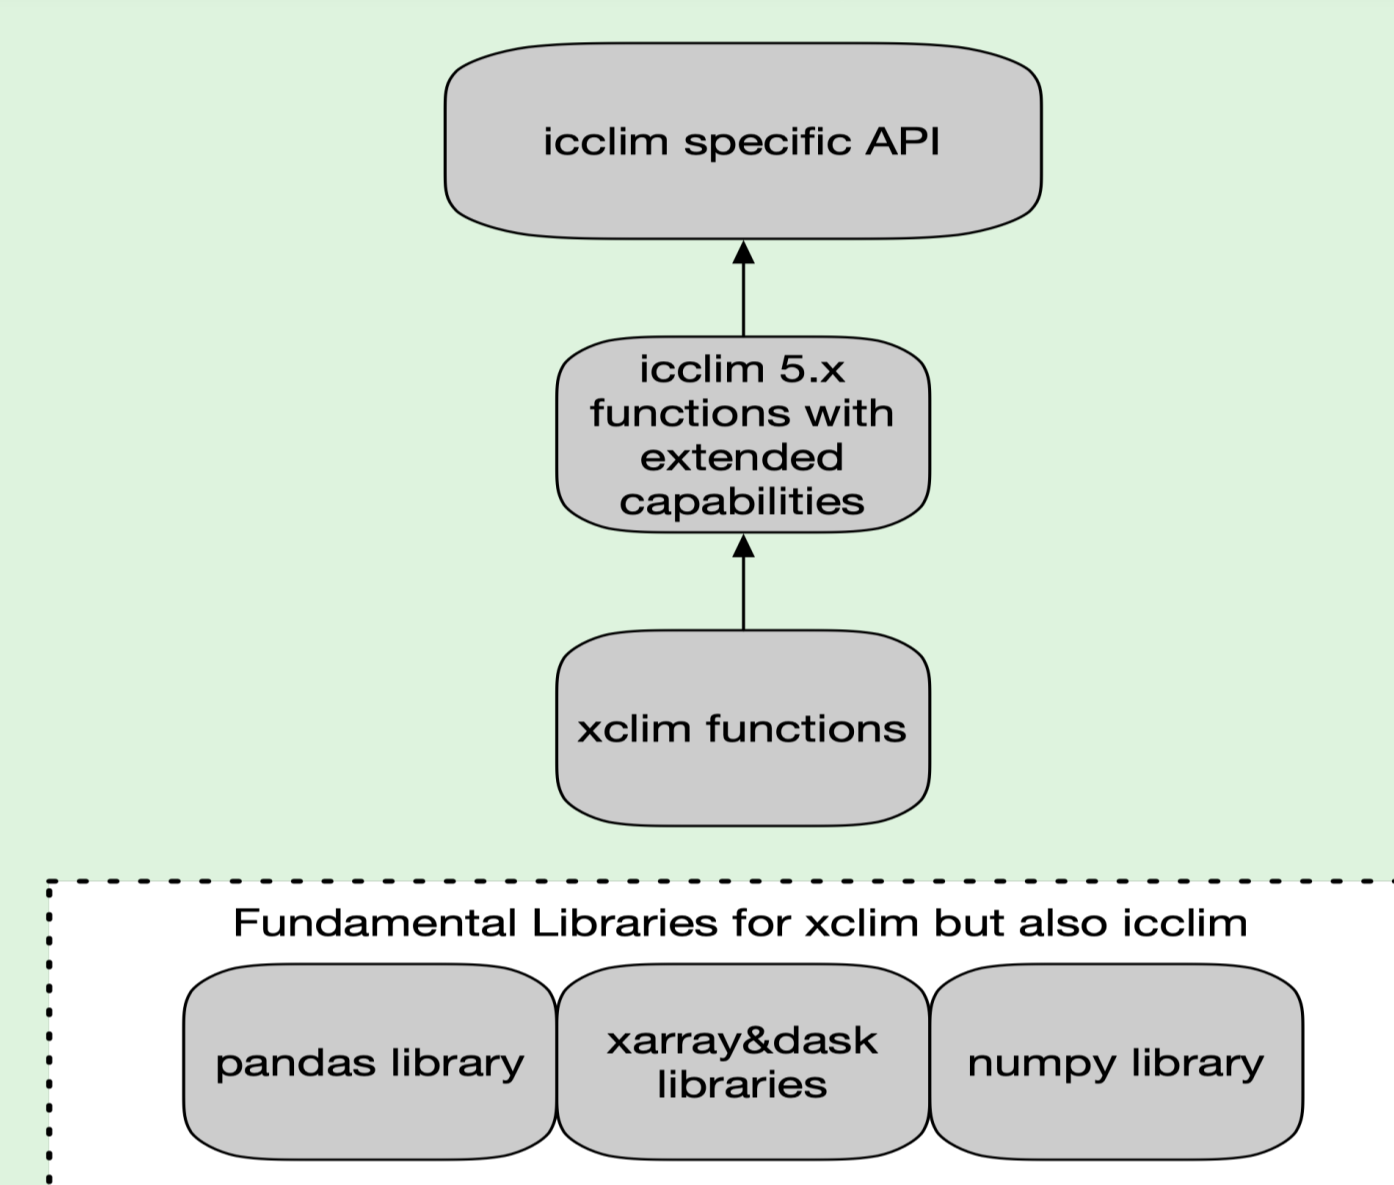 icclim specific API
icclim 5.x
functions with
extended
capabilities
xclim functions
Fundamental Libraries for xclim but also icclim
pandas library
xarray&dask
libraries
numpy library